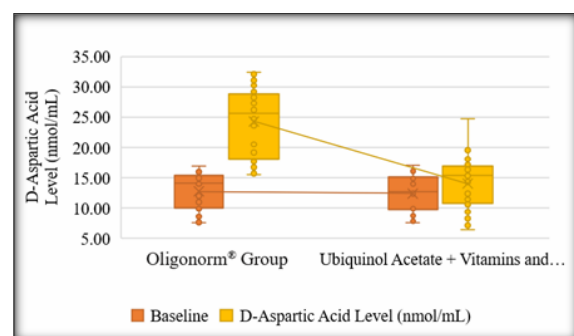 D-Aspartic Acid
Level (nmol/mL)
35.00
30.00
25.00
20.00
15.00
10.00
5.00
Oligonorm® Group
Ubiquinol Acetate + Vitamins and…
Baseline
D-Aspartic Acid Level (nmol/mL)